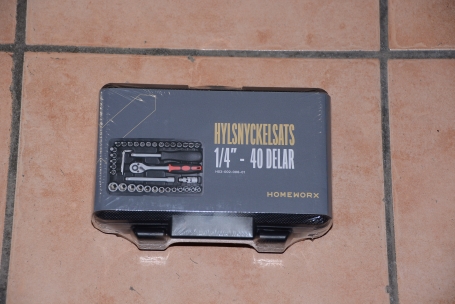 HYLSNYCKELSATS
1/4" - 40 DELAR
HOMEWORX